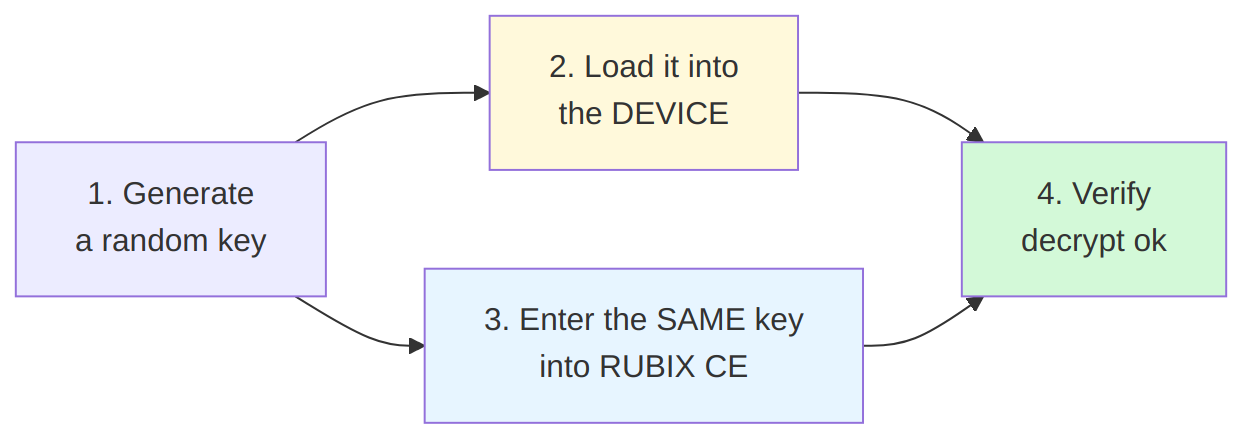 1. Generate
a random key
2. Load it into
the DEVICE
3. Enter the SAME key
into RUBIX CE
4. Verify
decrypt ok